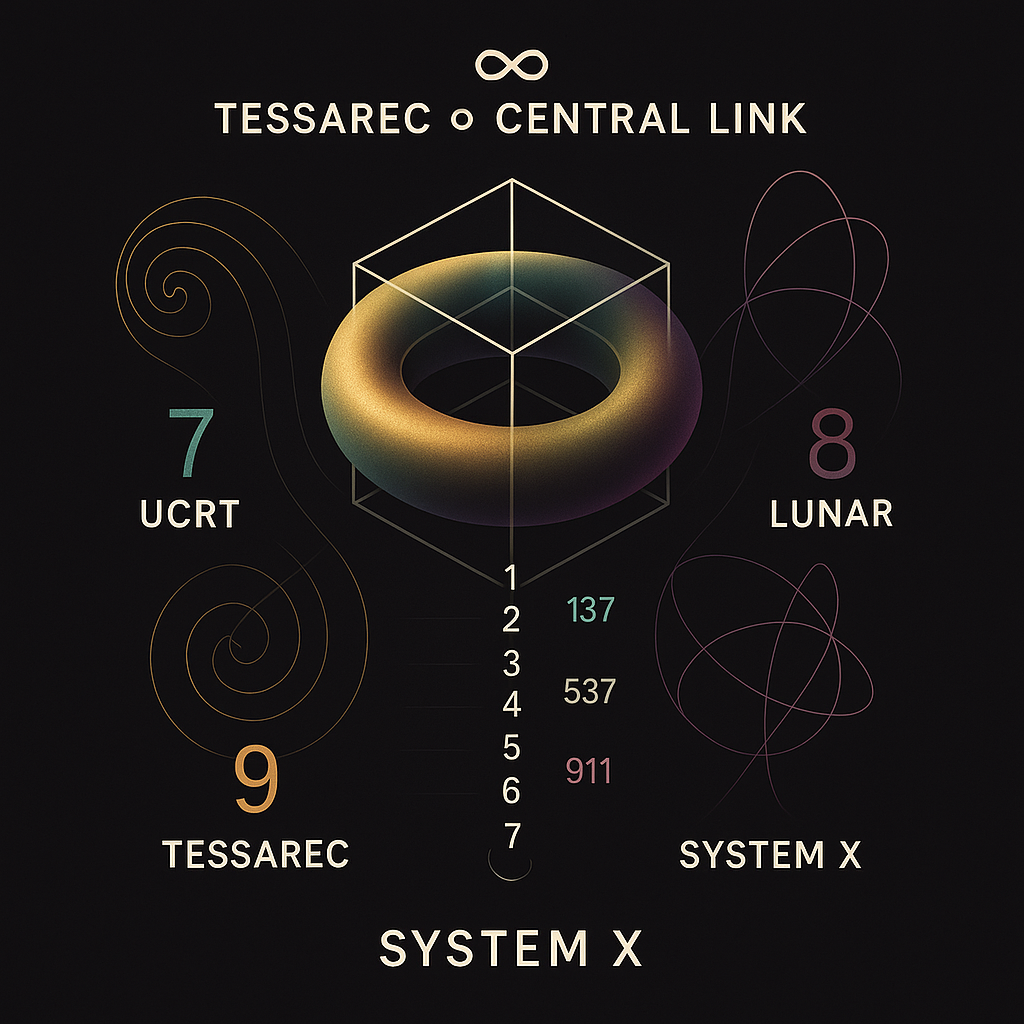 ∞
TESSAREC ○ CENTRAL LINK
7
UCRT
8
LUNAR
1
2
137
3
4
537
5
6
911
7
9
TESSAREC
SYSTEM X
SYSTEM X